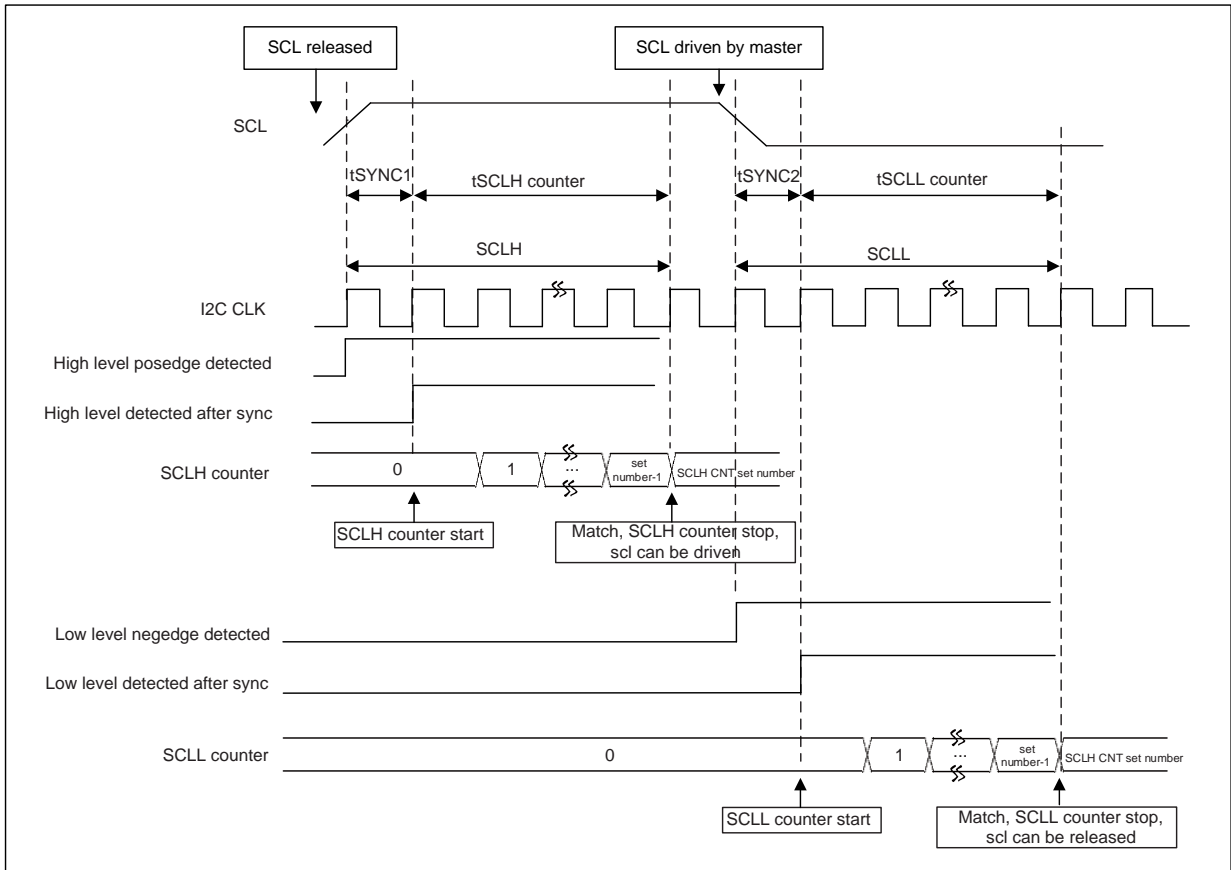 SCL released
SCL driven by master
SCL
tSYNC1
tSCLH counter
tSYNC2
tSCLL counter
SCLH
SCLL
I2C CLK
High level posedge detected
High level detected after sync
SCLH counter
0
1
...
set
number-1
SCLH CNT set number
SCLH counter start
Match, SCLH counter stop,
scl can be driven
Low level negedge detected
Low level detected after sync
SCLL counter
0
1
...
set
number-1
SCLH CNT set number
SCLL counter start
Match, SCLL counter stop,
scl can be released